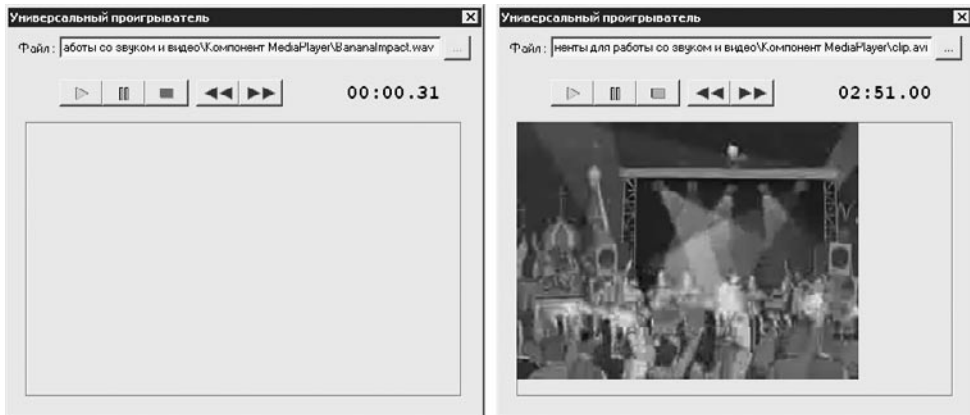 Универсальный проигрыватель
Файл: аботы со звуком и видео\Компонент MediaPlayer\BananaImpact.wav ...
00:00.31
Универсальный проигрыватель
Файл: ненты для работы со звуком и видео\Компонент MediaPlayer\clip.avi ...
02:51.00